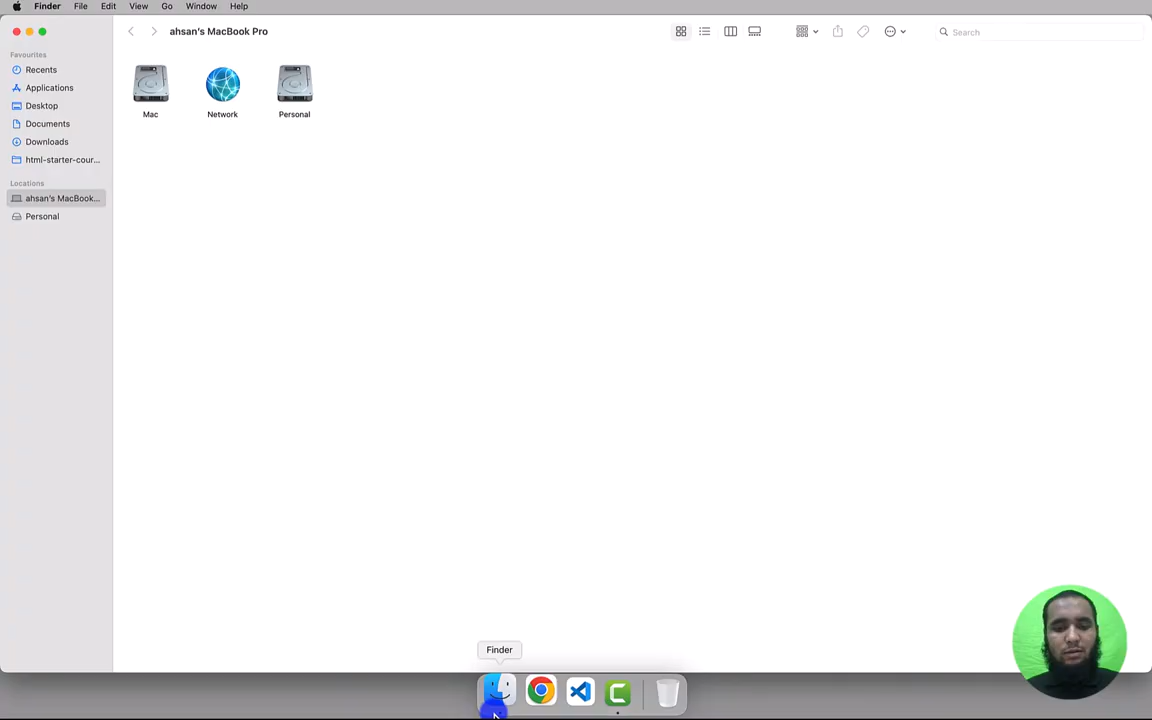 Finder File Edit View Go Window Help
ahsan's MacBook Pro
Search
Favourites
Recents
Applications
Desktop
Documents
Downloads
html-starter-cour...
Locations
ahsan's MacBook...
Personal
Mac Network Personal
Finder